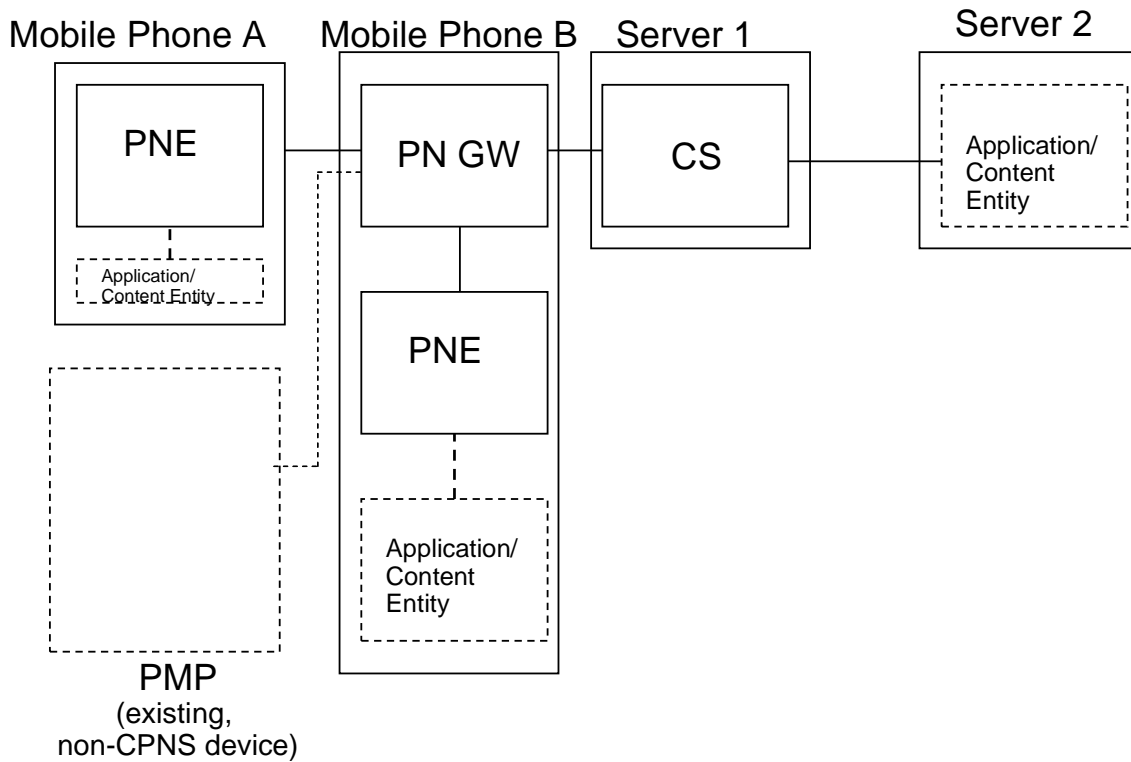 Mobile Phone A
Mobile Phone B
Server 1
Server 2
PNE
Application/
Content Entity
PN GW
PNE
Application/
Content
Entity
CS
Application/
Content
Entity
PMP
(existing,
non-CPNS device)